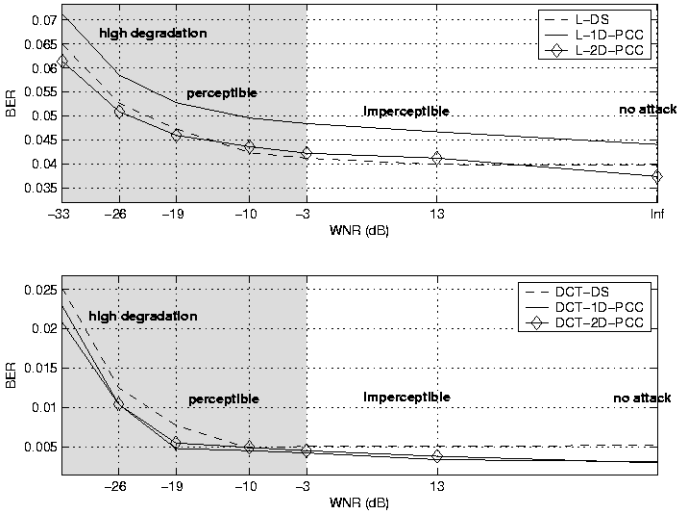 0.07
0.065
0.06
0.055
0.05
0.045
0.04
0.035
BER
high degradation
perceptible
Imperceptible
no attack
L-DS
L-1D-PCC
L-2D-PCC
-33
-26
-19
-10
-3
13
Inf
WNR (dB)
0.025
0.02
0.015
0.01
0.005
BER
high degradation
perceptible
Imperceptible
no attack
DCT-DS
DCT-1D-PCC
DCT-2D-PCC
-26
-19
-10
-3
13
WNR (dB)